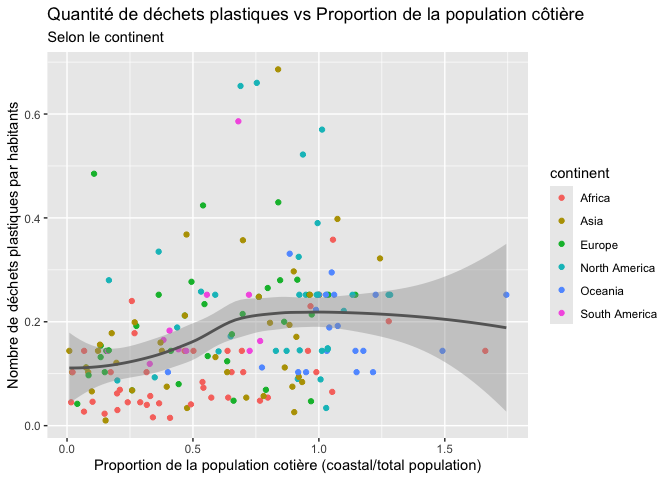 Quantité de déchets plastiques vs Proportion de la population côtière
Selon le continent
Nombre de déchets plastiques par habitants
0.6
0.4
0.2
0.0
0.0 0.5 1.0 1.5
Proportion de la population cotière (coastal/total population)
continent
Africa
Asia
Europe
North America
Oceania
South America